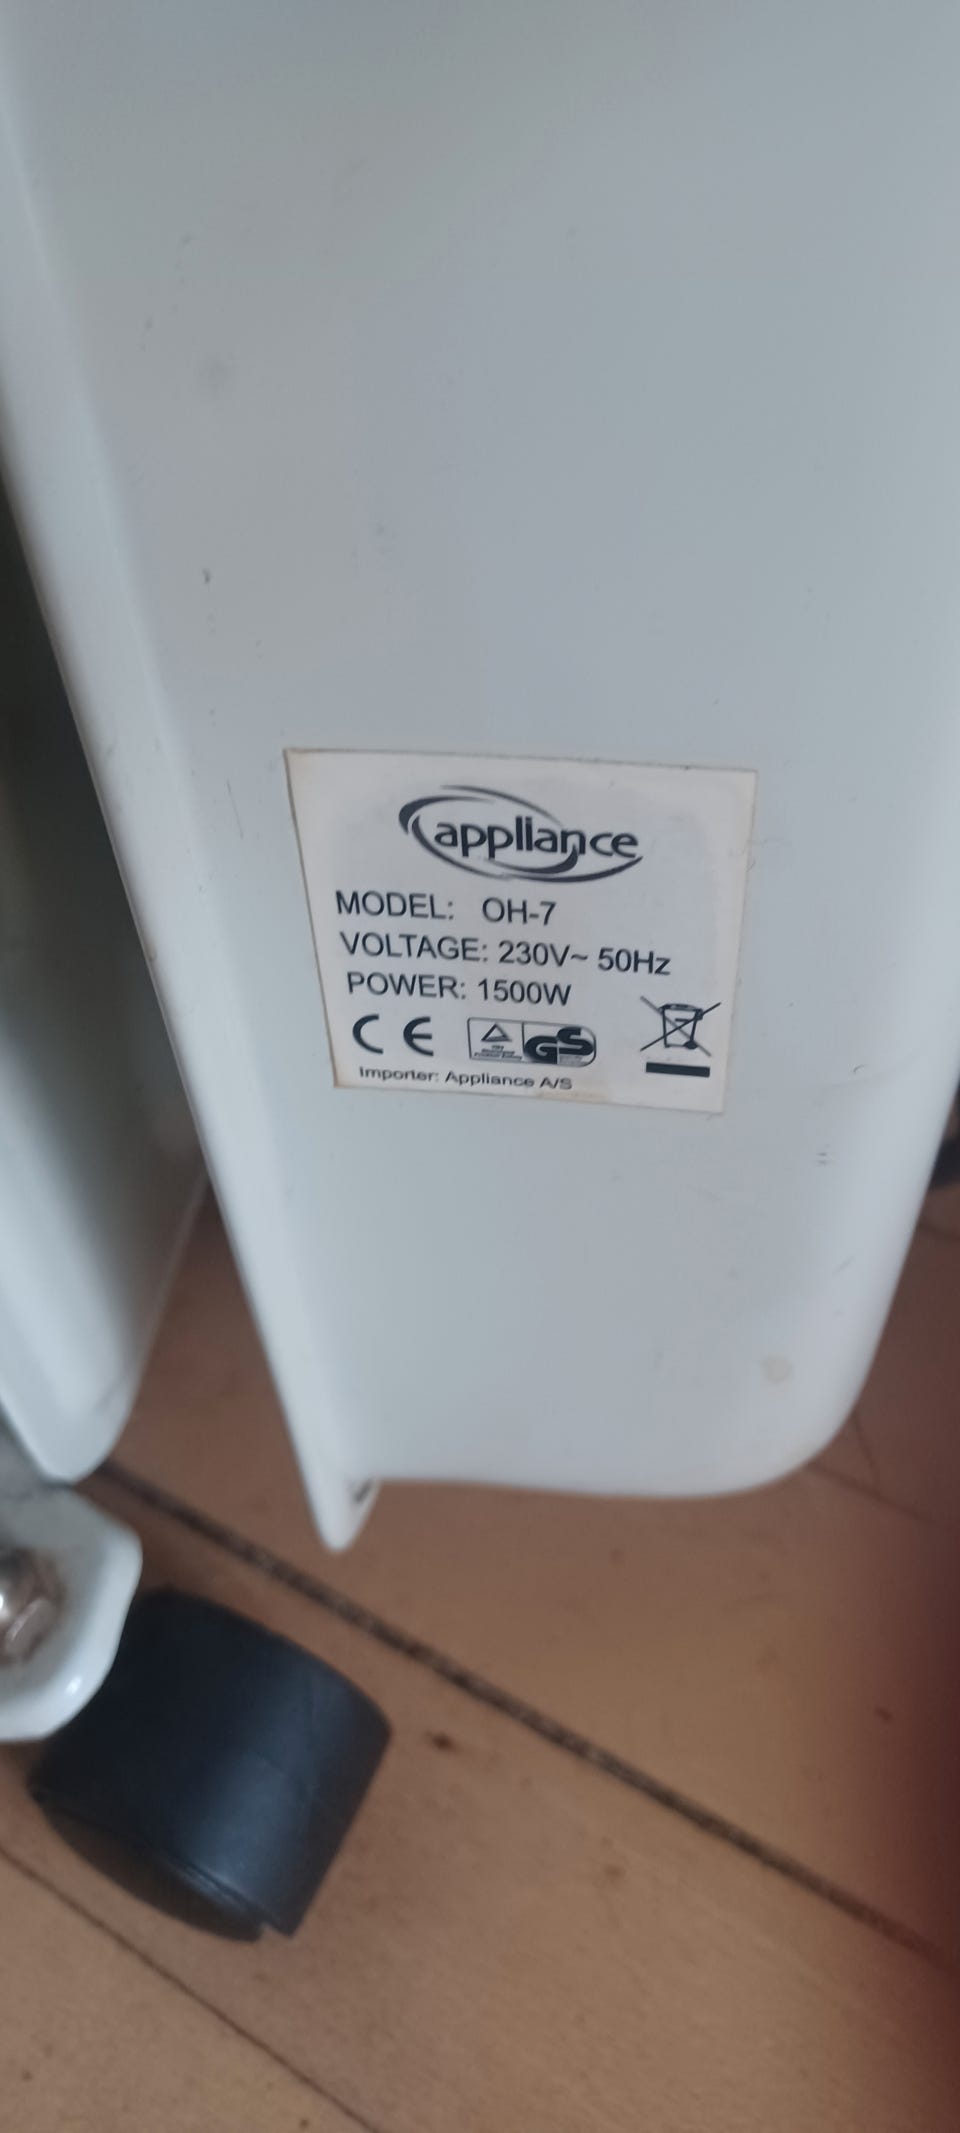 appliance
MODEL: OH-7
VOLTAGE: 230V~ 50Hz
POWER: 1500W
CE GS
Importer: Appliance A/S